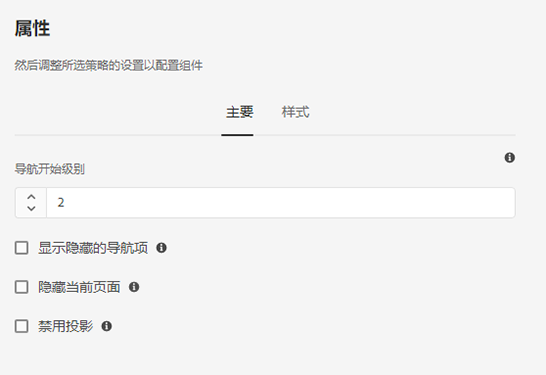 属性
然后调整所选策略的设置以配置组件
主要 样式
导航开始级别
2
显示隐藏的导航项
隐藏当前页面
禁用投影